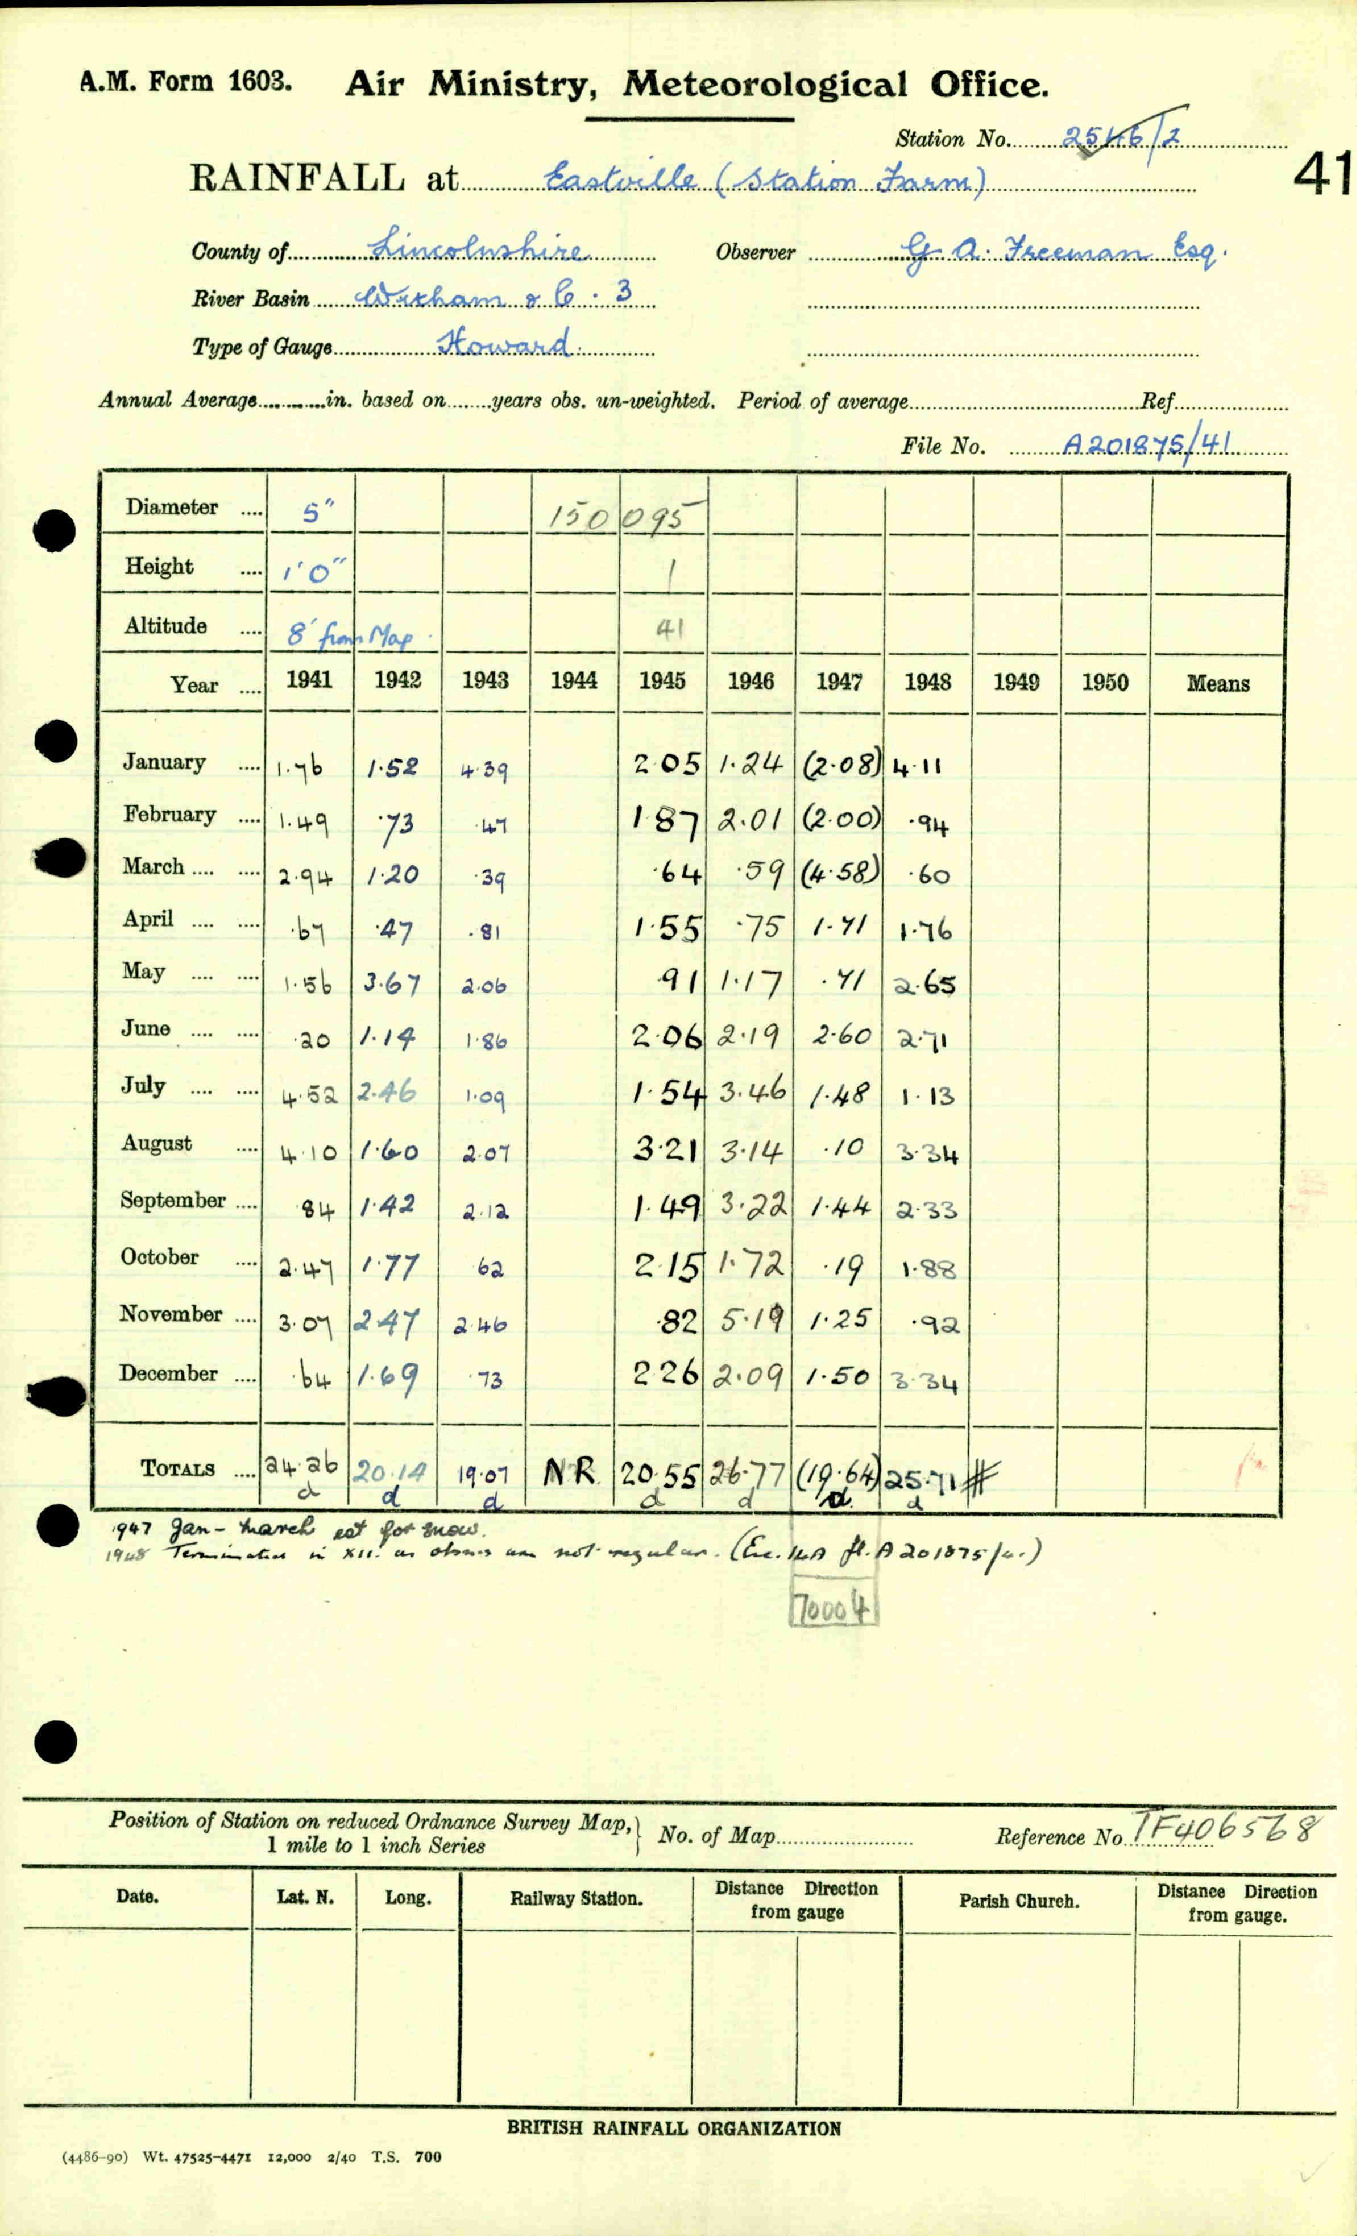 A.M. Form 1603. Air Ministry, Meteorological Office.
Station No. 2546/2
41
RAINFALL at Eastville (Station Farm)
County of Lincolnshire Observer G A. Freeman Esq.
River Basin Witham & C. 3
Type of Gauge Howard.
Annual Average in. based on years obs. un-weighted. Period of average Ref.
File No. A201875/41
Diameter .... 5" 150095
Height .... 1'0" 1
Altitude .... 8' from Map. 41
Year .... 1941 1942 1943 1944 1945 1946 1947 1948 1949 1950 Means
January .... 1.76 1.52 4.39 2.05 1.24 (2.08) 4.11
February .... 1.49 .73 .47 1.87 2.01 (2.00) .94
March .... .... 2.94 1.20 .39 .64 .59 (4.58) .60
April .... .... .67 .47 .81 1.55 .75 1.71 1.76
May .... .... 1.56 3.67 2.06 .91 1.17 .71 2.65
June .... .... .20 1.14 1.86 2.06 2.19 2.60 2.71
July .... .... 4.52 2.46 1.09 1.54 3.46 1.48 1.13
August .... 4.10 1.60 2.07 3.21 3.14 .10 3.34
September .... .84 1.42 2.12 1.49 3.22 1.44 2.33
October .... 2.47 1.77 .62 2.15 1.72 .19 1.88
November .... 3.07 2.47 2.46 .82 5.19 1.25 .92
December .... .64 1.69 .73 2.26 2.09 1.50 3.34
TOTALS .... 24.26 20.14 19.07 NR 20.55 26.77 (19.64) 25.71 #
d d d d d d d
1947 Jan - March est for snow.
1948 Terminated in XII. as obsns are not regular. (Enc. 14A fl. A201875/41)
70004
Position of Station on reduced Ordnance Survey Map, No. of Map Reference No. TF406568
1 mile to 1 inch Series
Date. Lat. N. Long. Railway Station. Distance Direction from gauge Parish Church. Distance Direction from gauge.
BRITISH RAINFALL ORGANIZATION
(4486-90) Wt. 47525-4471 12,000 2/40 T.S. 700